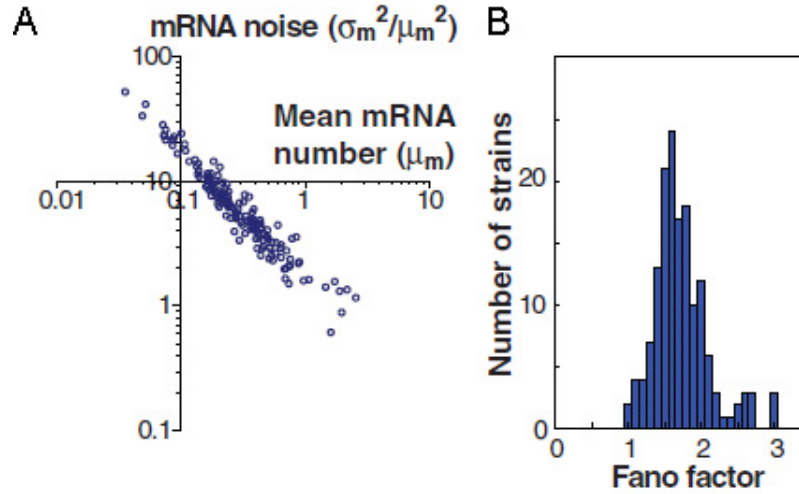 A
mRNA noise (σm²/μm²)
B
100
Mean mRNA
number (μm)
10
0.01
0.1
1
10
1
0.1
Number of strains
20
10
0
0
1
2
3
Fano factor